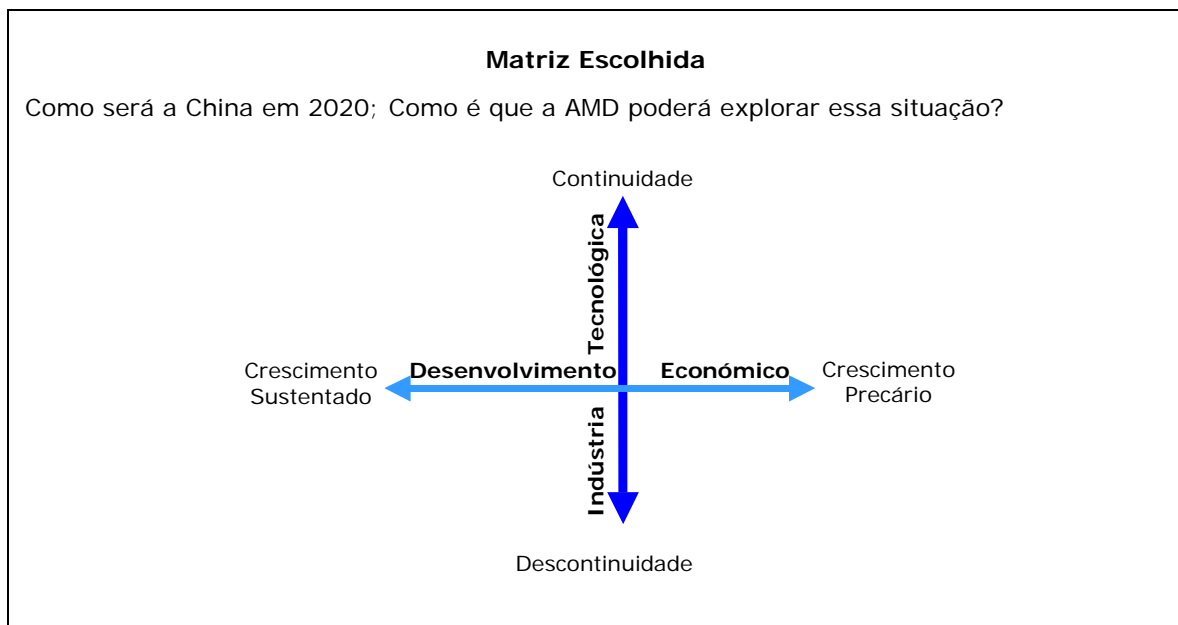 Matriz Escolhida
Como será a China em 2020; Como é que a AMD poderá explorar essa situação?
Continuidade
Indústria Tecnológica
Crescimento
Sustentado
Desenvolvimento Económico
Crescimento
Precário
Descontinuidade